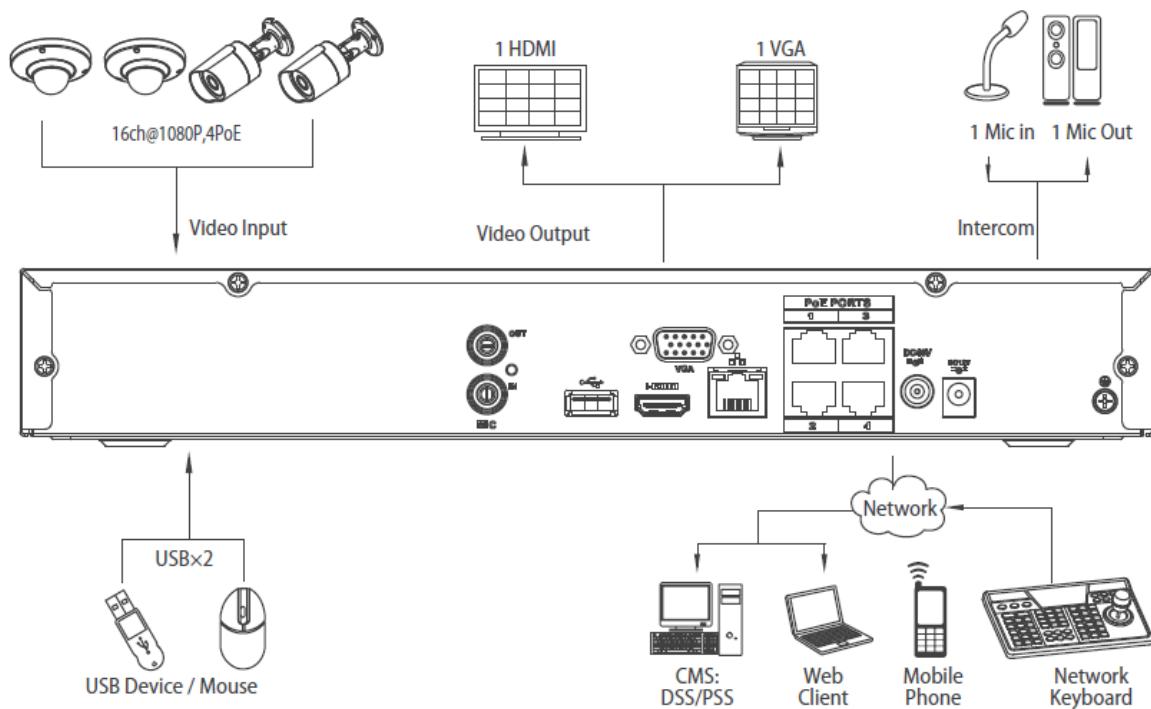 1 HDMI
1 VGA
16ch@1080P,4PoE
1 Mic in
1 Mic Out
Video Input
Video Output
Intercom
PoE PORTS
1 3
OUT
VGA
IN
MIC
2 4
Network
USB×2
USB Device / Mouse
CMS:
DSS/PSS
Web
Client
Mobile
Phone
Network
Keyboard